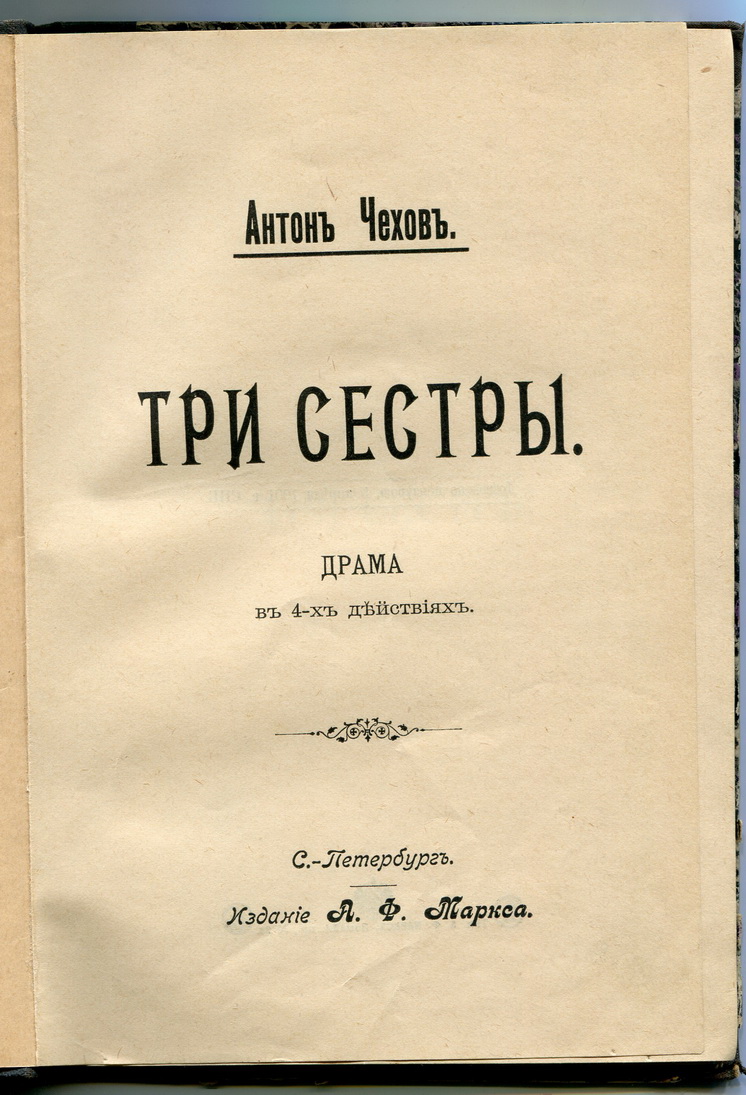 Антонъ Чеховъ.
ТРИ СЕСТРЫ.
ДРАМА
въ 4-хъ дѣйствіяхъ.
С.-Петербургъ.
Изданіе А. Ф. Маркса.